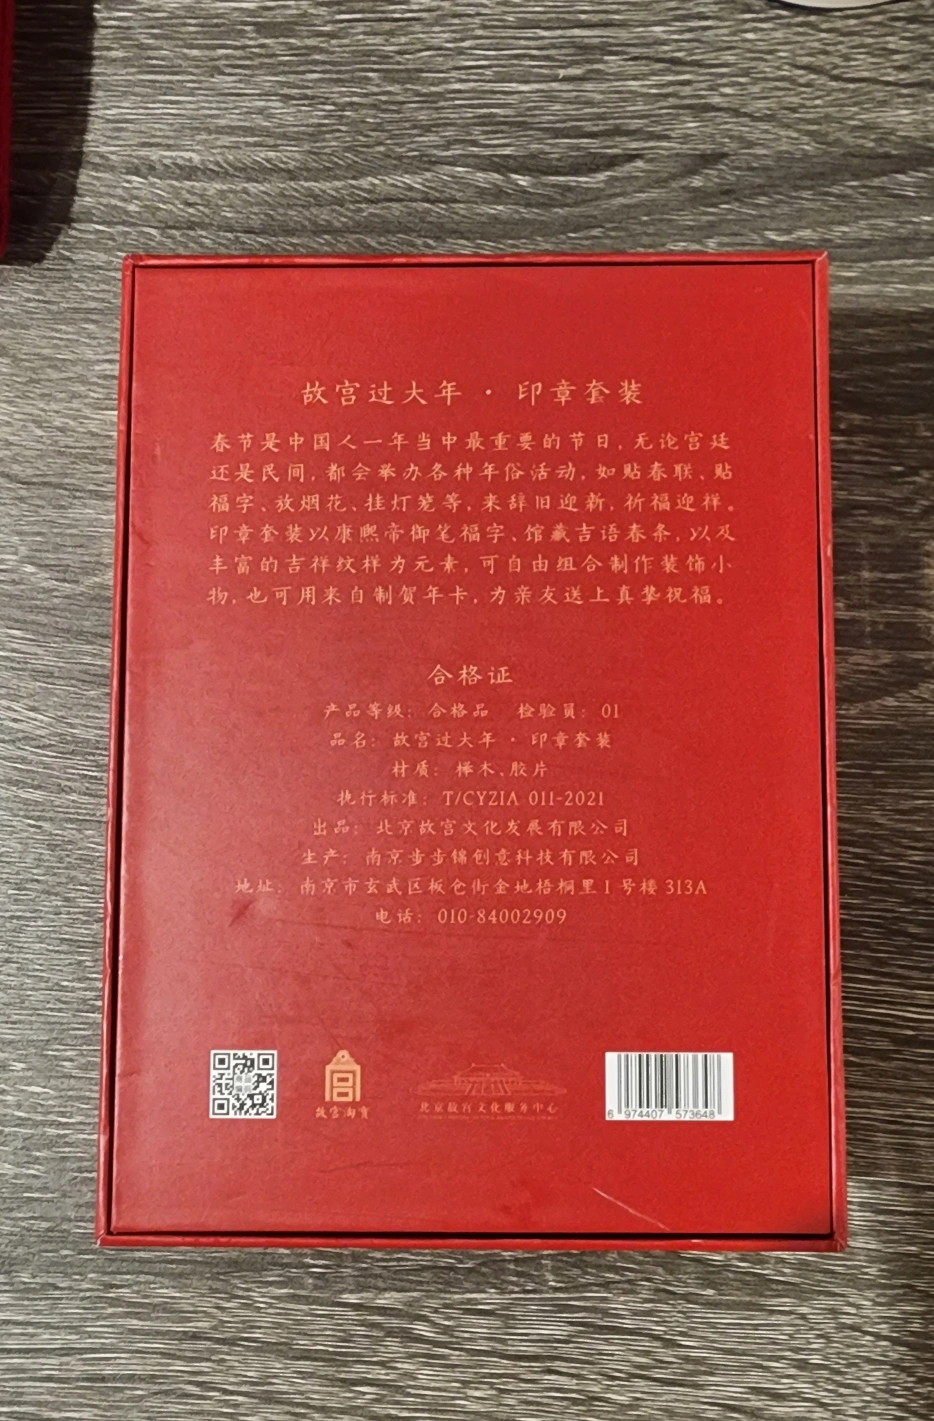 故宫过大年 · 印章套装
春节是中国人一年当中最重要的节日,无论宫廷
还是民间,都会举办各种年俗活动,如贴春联、贴
福字、放烟花、挂灯笼等,来辞旧迎新,祈福迎祥。
印章套装以康熙帝御笔福字、馆藏吉语春条,以及
丰富的吉祥纹样为元素,可自由组合制作装饰小
物,也可用来自制贺年卡,为亲友送上真挚祝福。
合格证
产品等级: 合格品 检验员: 01
品名: 故宫过大年 · 印章套装
材质: 榉木、胶片
执行标准: T/CYZIA 011-2021
出品: 北京故宫文化发展有限公司
生产: 南京步步锦创意科技有限公司
地址: 南京市玄武区板仓街金地梧桐里1号楼 313A
电话: 010-84002909
故宫淘宝
北京故宫文化服务中心
6 974407 573648